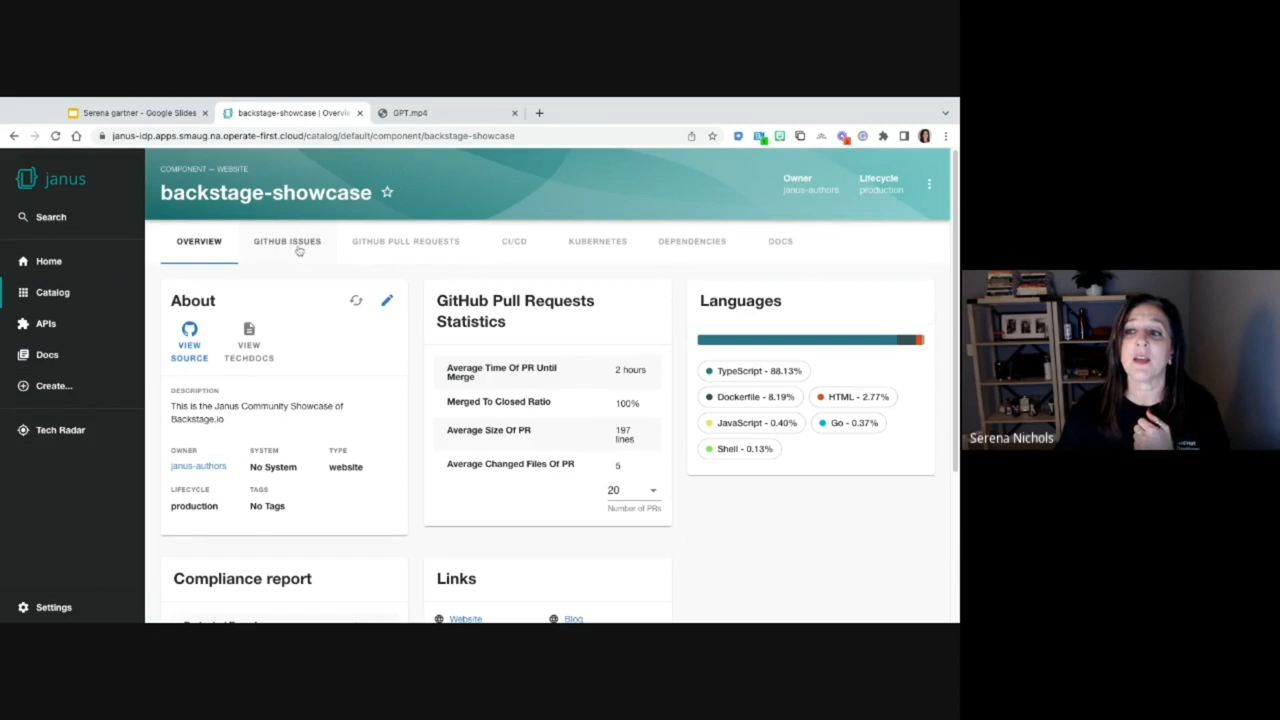 Serena gartner - Google Slides
backstage-showcase | Overvi
GPT.mp4
janus-idp.apps.smaug.na.operate-first.cloud/catalog/default/component/backstage-showcase
janus
Search
Home
Catalog
APIs
Docs
Create...
Tech Radar
Settings
COMPONENT — WEBSITE
backstage-showcase
Owner
janus-authors
Lifecycle
production
OVERVIEW
GITHUB ISSUES
GITHUB PULL REQUESTS
CI/CD
KUBERNETES
DEPENDENCIES
DOCS
About
VIEW
SOURCE
VIEW
TECHDOCS
DESCRIPTION
This is the Janus Community Showcase of
Backstage.io
OWNER
janus-authors
SYSTEM
No System
TYPE
website
LIFECYCLE
production
TAGS
No Tags
GitHub Pull Requests
Statistics
Average Time Of PR Until
Merge
2 hours
Merged To Closed Ratio
100%
Average Size Of PR
197
lines
Average Changed Files Of PR
5
20
Number of PRs
Languages
TypeScript - 88.13%
Dockerfile - 8.19%
HTML - 2.77%
JavaScript - 0.40%
Go - 0.37%
Shell - 0.13%
Compliance report
Links
Website
Blog
Serena Nichols